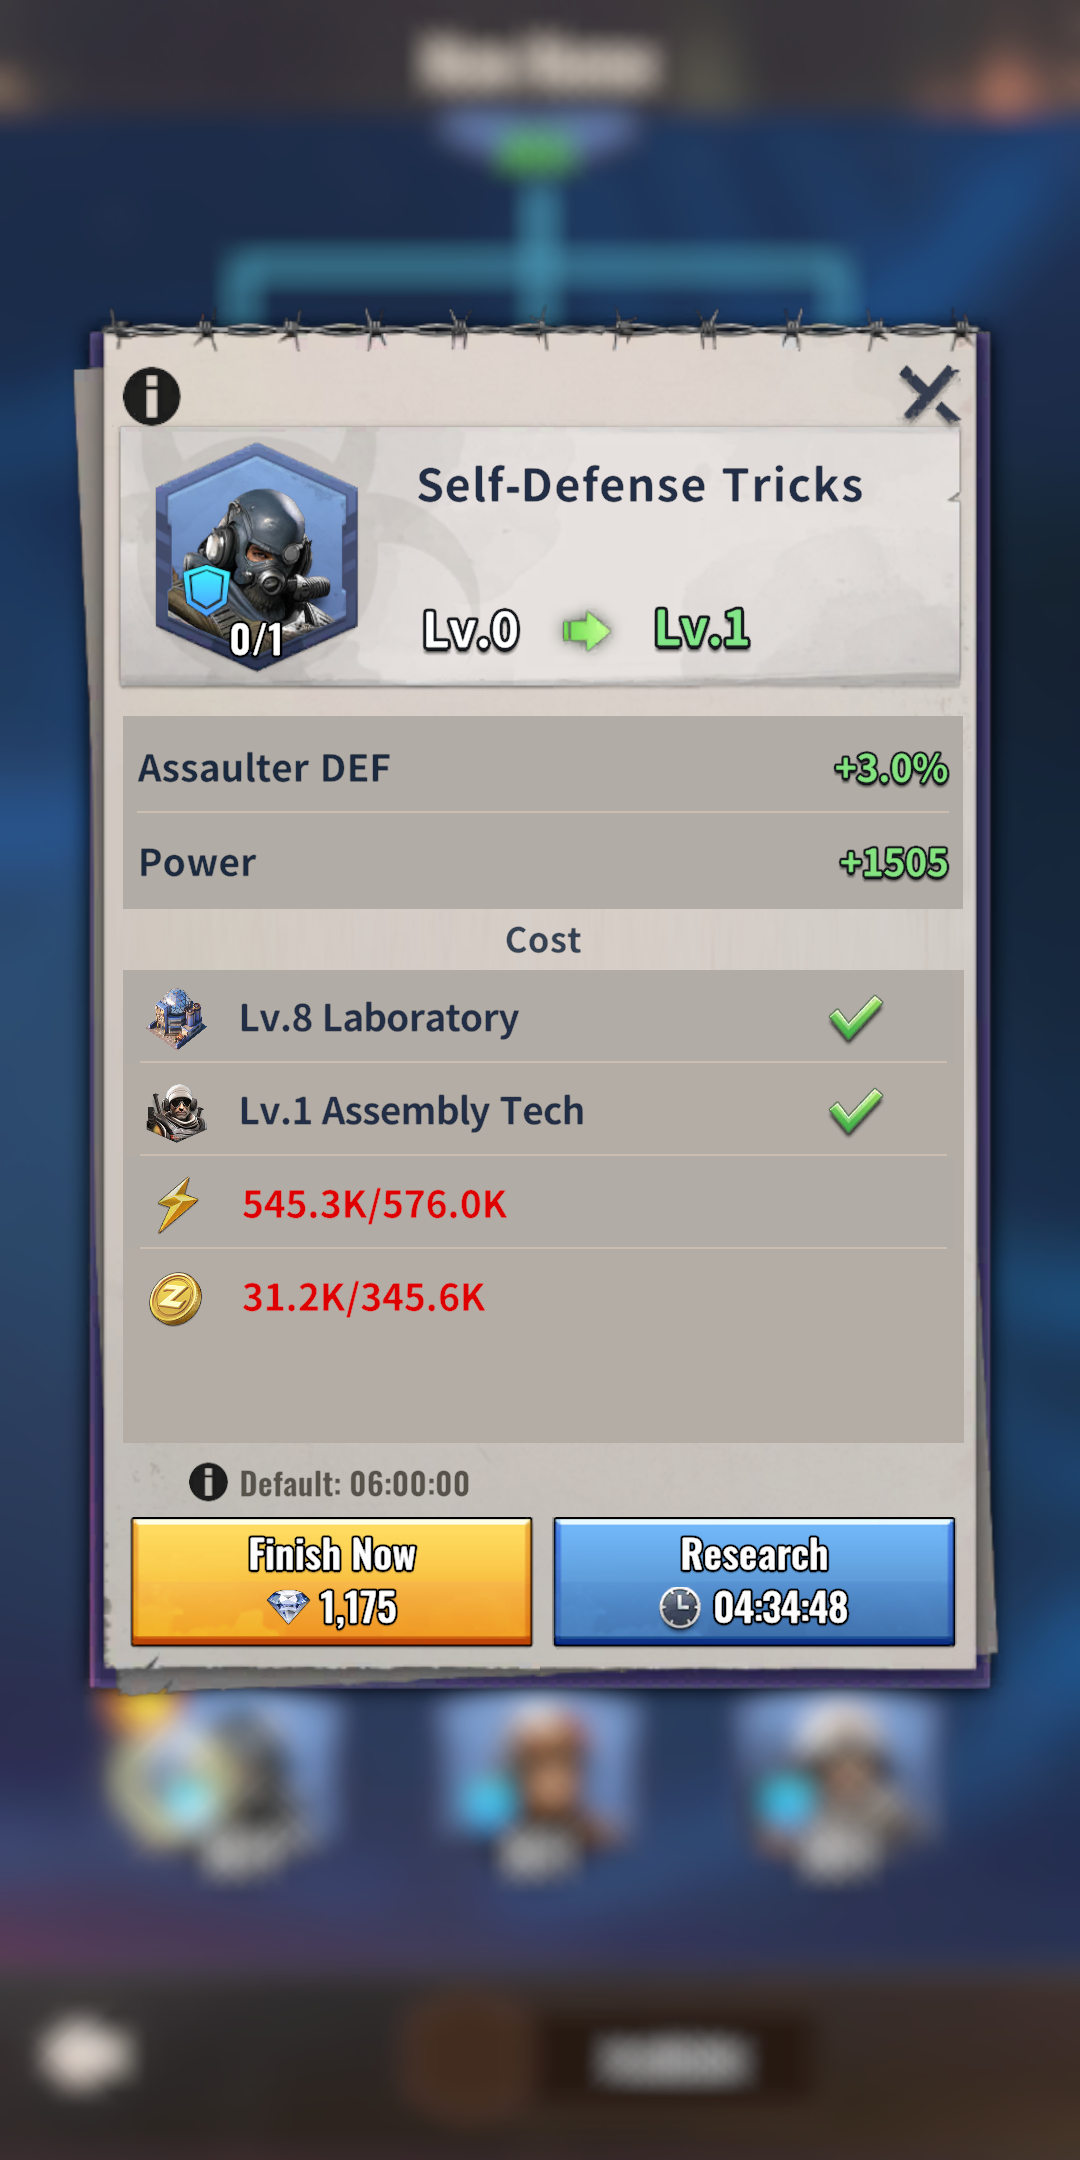 Self-Defense Tricks
0/1
Lv.0 Lv.1
Assaulter DEF +3.0%
Power +1505
Cost
Lv.8 Laboratory
Lv.1 Assembly Tech
545.3K/576.0K
31.2K/345.6K
Default: 06:00:00
Finish Now
1,175
Research
04:34:48